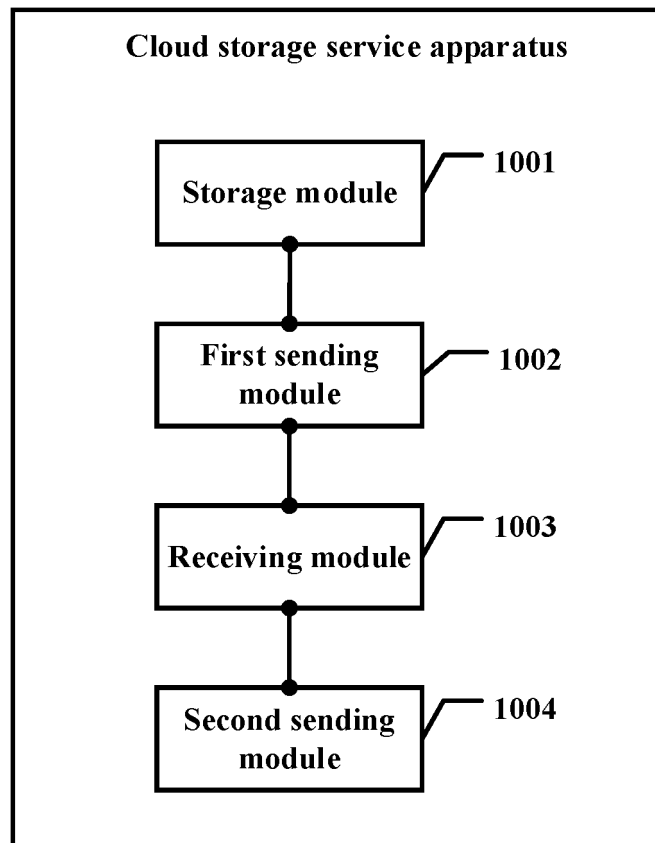 Cloud storage service apparatus
Storage module
1001
First sending
module
1002
Receiving module
1003
Second sending
module
1004